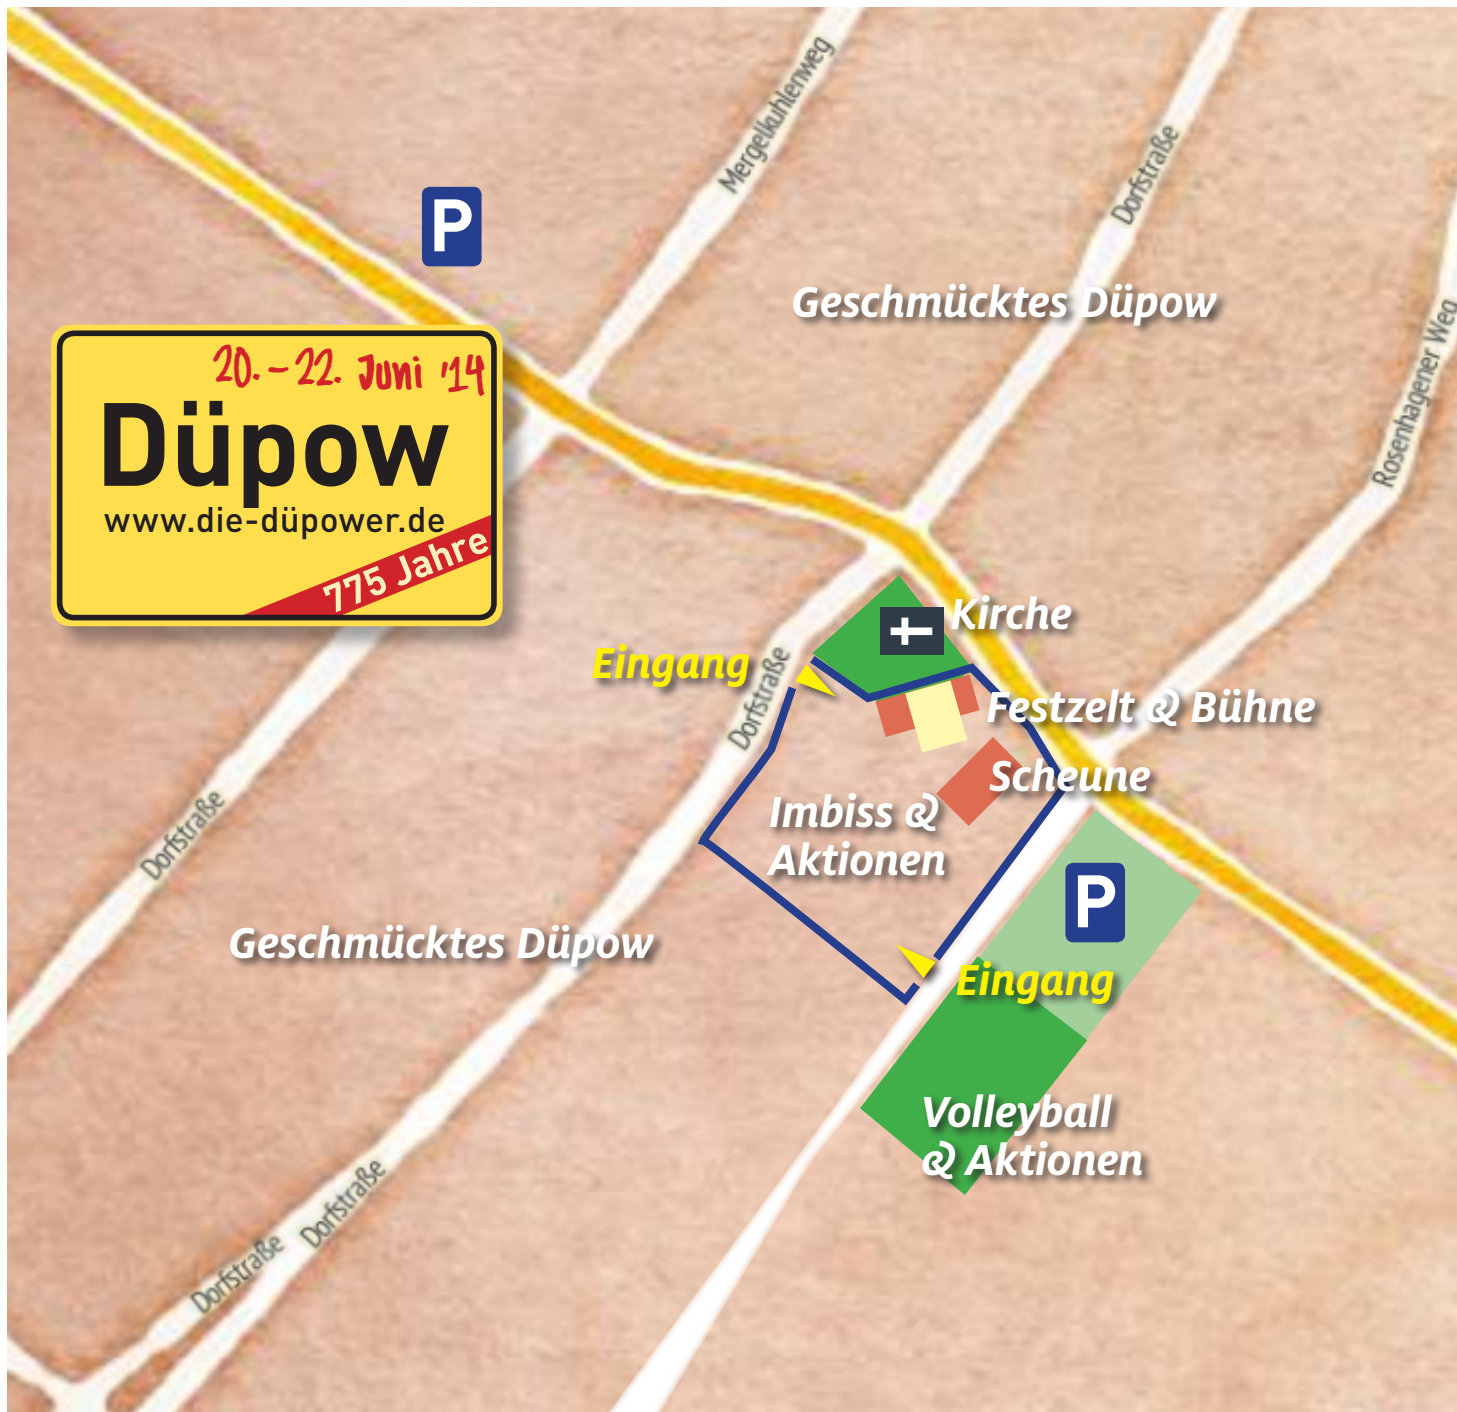 Mergelkuhlenweg
Dorfstraße
P
Geschmücktes Düpow
Rosenhagener Weg
20. – 22. Juni '14
Düpow
www.die-düpower.de
775 Jahre
Kirche
Eingang
Dorfstraße
Festzelt & Bühne
Scheune
Imbiss &
Aktionen
Dorfstraße
P
Geschmücktes Düpow
Eingang
Volleyball
& Aktionen
Dorfstraße
Dorfstraße